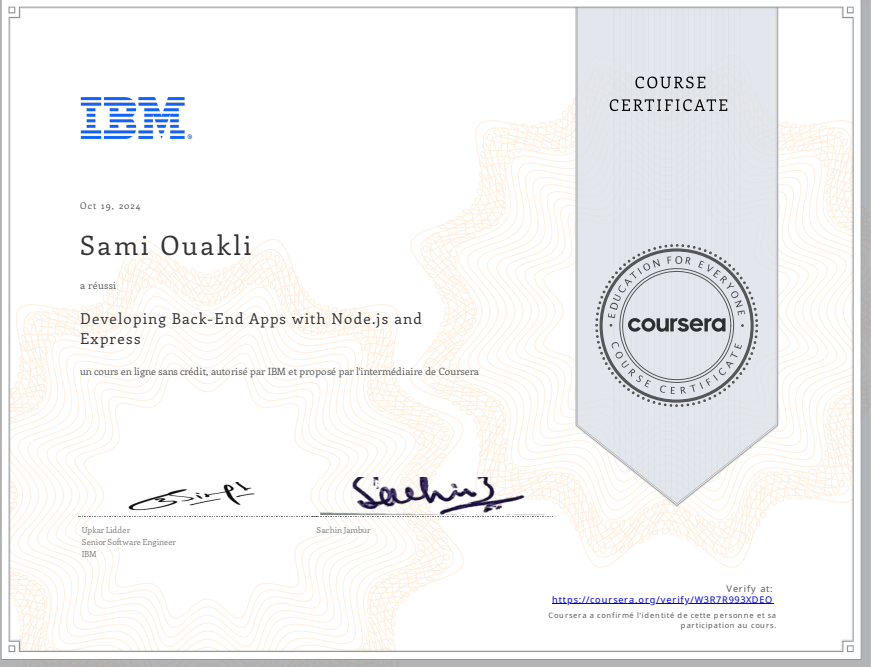 IBM®
COURSE
CERTIFICATE
Oct 19, 2024
Sami Ouakli
a réussi
Developing Back-End Apps with Node.js and
Express
un cours en ligne sans crédit, autorisé par IBM et proposé par l'intermédiaire de Coursera
EDUCATION FOR EVERYONE
coursera
COURSE CERTIFICATE
Sachin J
Upkar Lidder
Senior Software Engineer
IBM
Sachin Jambur
Verify at:
https://coursera.org/verify/W3R7R993XDEO
Coursera a confirmé l'identité de cette personne et sa
participation au cours.